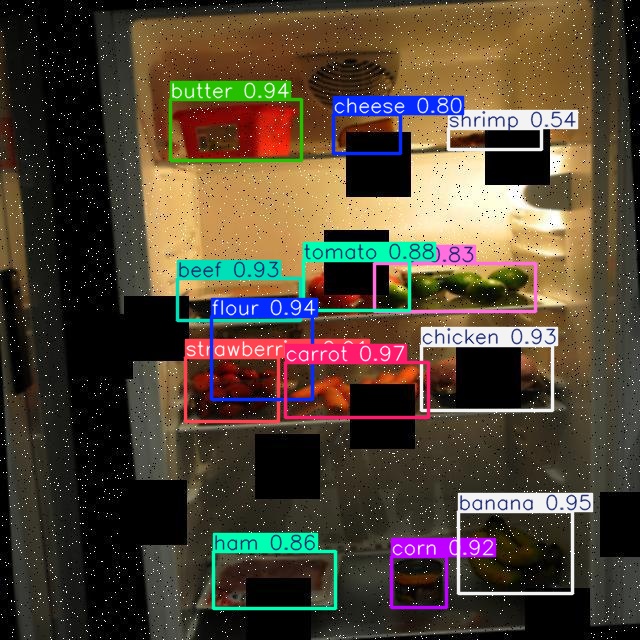 butter 0.94
cheese 0.80
shrimp 0.54
tomato 0.88
0.83
beef 0.93
flour 0.94
chicken 0.93
carrot 0.97
banana 0.95
ham 0.86
corn 0.92